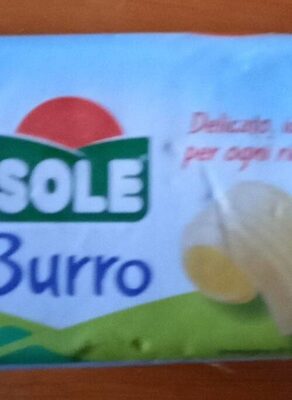 SOLE
Delicato,
per ogni
Burro